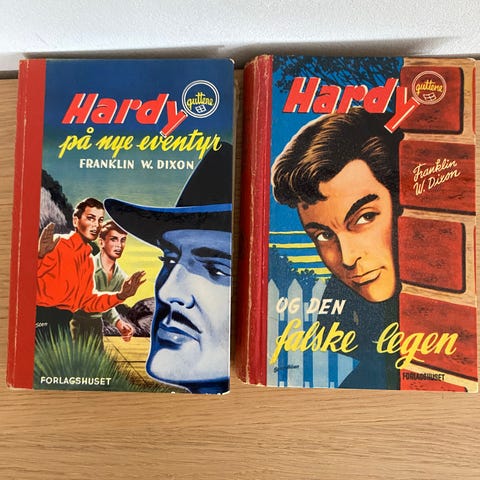 Hardy
guttene
på nye eventyr
FRANKLIN W. DIXON
FORLAGSHUSET
Hardy
guttene
Franklin
W. Dixon
OG DEN
falske legen
FORLAGSHUSET